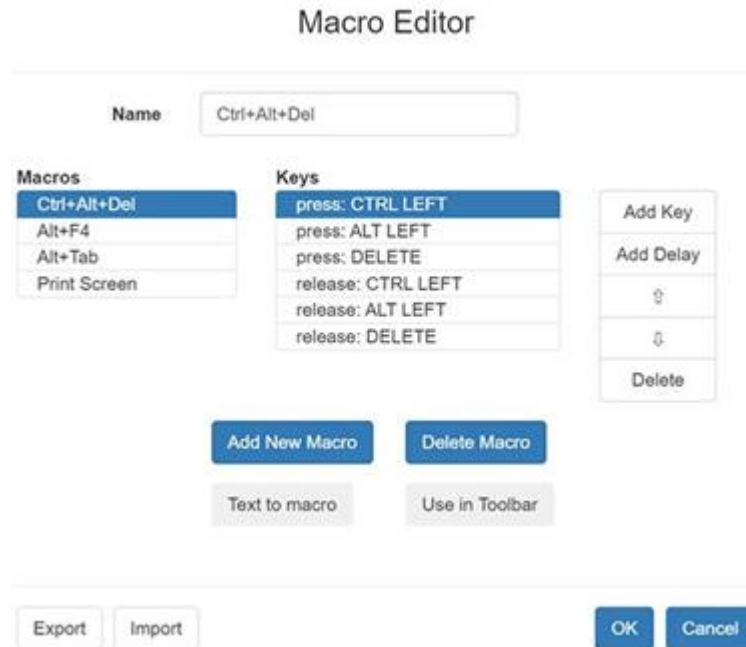 Macro Editor
Name
Ctrl+Alt+Del
Macros
Ctrl+Alt+Del
Alt+F4
Alt+Tab
Print Screen
Keys
press: CTRL LEFT
press: ALT LEFT
press: DELETE
release: CTRL LEFT
release: ALT LEFT
release: DELETE
Add Key
Add Delay
⇧
⇩
Delete
Add New Macro
Delete Macro
Text to macro
Use in Toolbar
Export
Import
OK
Cancel